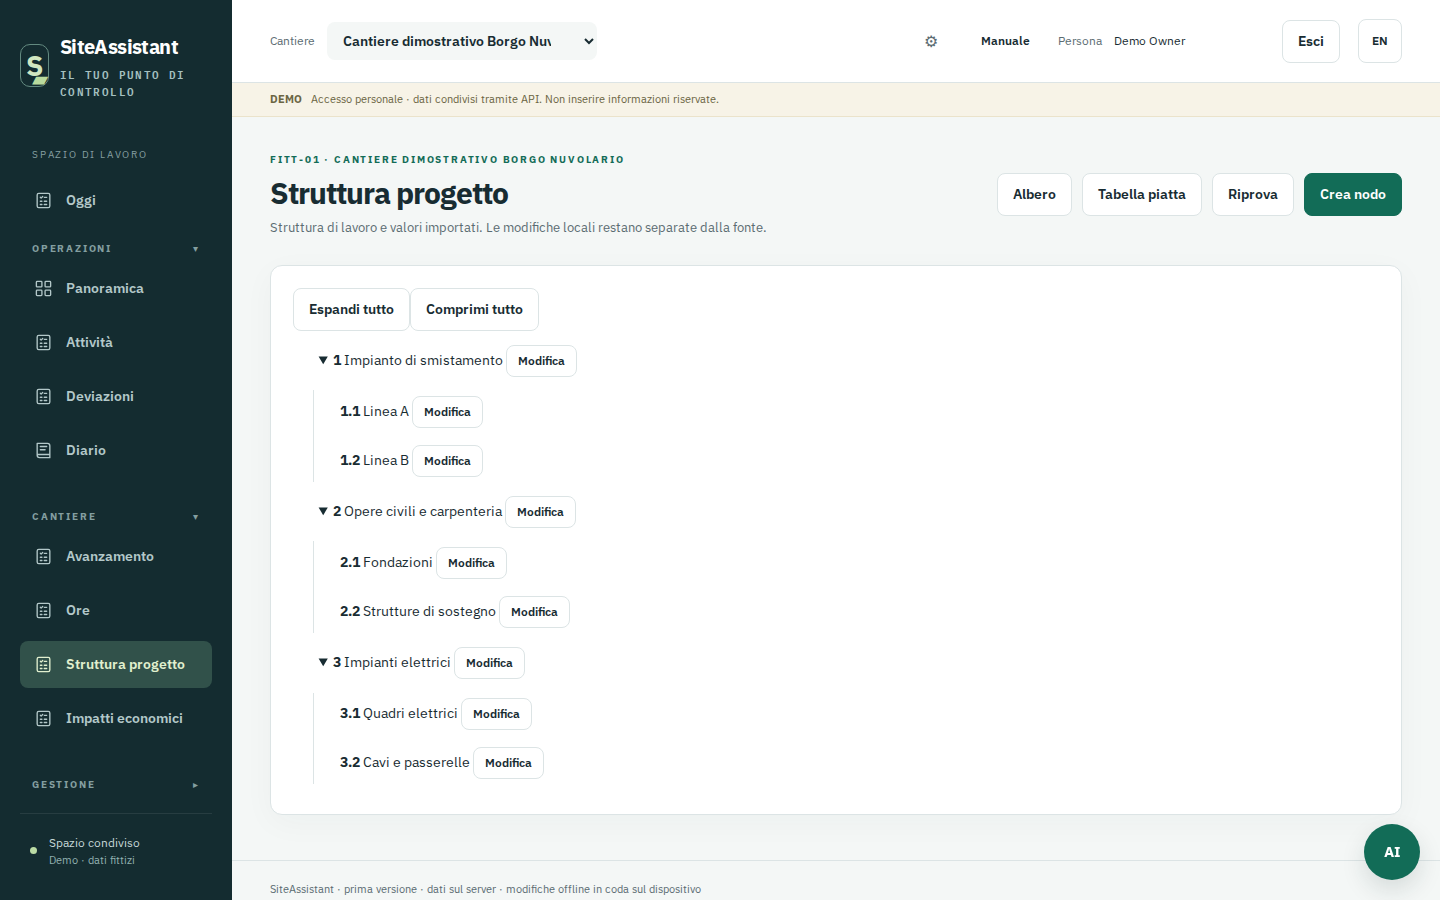 S
SiteAssistant
IL TUO PUNTO DI
CONTROLLO
SPAZIO DI LAVORO
Oggi
OPERAZIONI
Panoramica
Attività
Deviazioni
Diario
CANTIERE
Avanzamento
Ore
Struttura progetto
Impatti economici
GESTIONE
Spazio condiviso
Demo · dati fittizi
Cantiere
Cantiere dimostrativo Borgo Nuv
Manuale
Persona Demo Owner
Esci
EN
DEMO Accesso personale · dati condivisi tramite API. Non inserire informazioni riservate.
FITT-01 · CANTIERE DIMOSTRATIVO BORGO NUVOLARIO
Struttura progetto
Struttura di lavoro e valori importati. Le modifiche locali restano separate dalla fonte.
Albero
Tabella piatta
Riprova
Crea nodo
Espandi tutto
Comprimi tutto
1 Impianto di smistamento Modifica
1.1 Linea A Modifica
1.2 Linea B Modifica
2 Opere civili e carpenteria Modifica
2.1 Fondazioni Modifica
2.2 Strutture di sostegno Modifica
3 Impianti elettrici Modifica
3.1 Quadri elettrici Modifica
3.2 Cavi e passerelle Modifica
AI
SiteAssistant · prima versione · dati sul server · modifiche offline in coda sul dispositivo